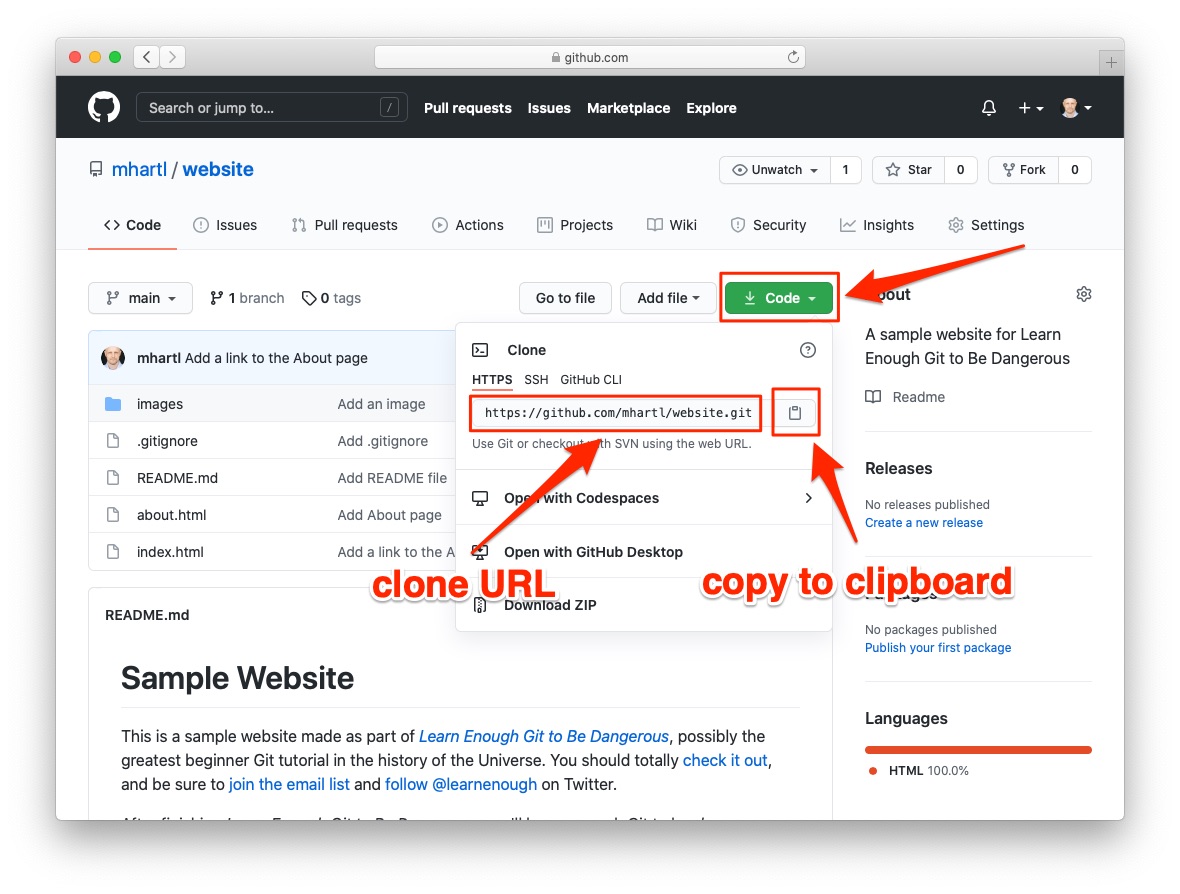 github.com
Search or jump to... / Pull requests Issues Marketplace Explore
mhartl / website Unwatch 1 Star 0 Fork 0
Code Issues Pull requests Actions Projects Wiki Security Insights Settings
main 1 branch 0 tags Go to file Add file Code
About
A sample website for Learn
Enough Git to Be Dangerous
Readme
mhartl Add a link to the About page
images Add an image
.gitignore Add .gitignore
README.md Add README file
about.html Add About page
index.html Add a link to the A
Clone
HTTPS SSH GitHub CLI
https://github.com/mhartl/website.git
Use Git or checkout with SVN using the web URL.
Open with Codespaces
Open with GitHub Desktop
Download ZIP
clone URL
copy to clipboard
Releases
No releases published
Create a new release
Packages
No packages published
Publish your first package
Languages
HTML 100.0%
README.md
Sample Website
This is a sample website made as part of Learn Enough Git to Be Dangerous, possibly the
greatest beginner Git tutorial in the history of the Universe. You should totally check it out,
and be sure to join the email list and follow @learnenough on Twitter.